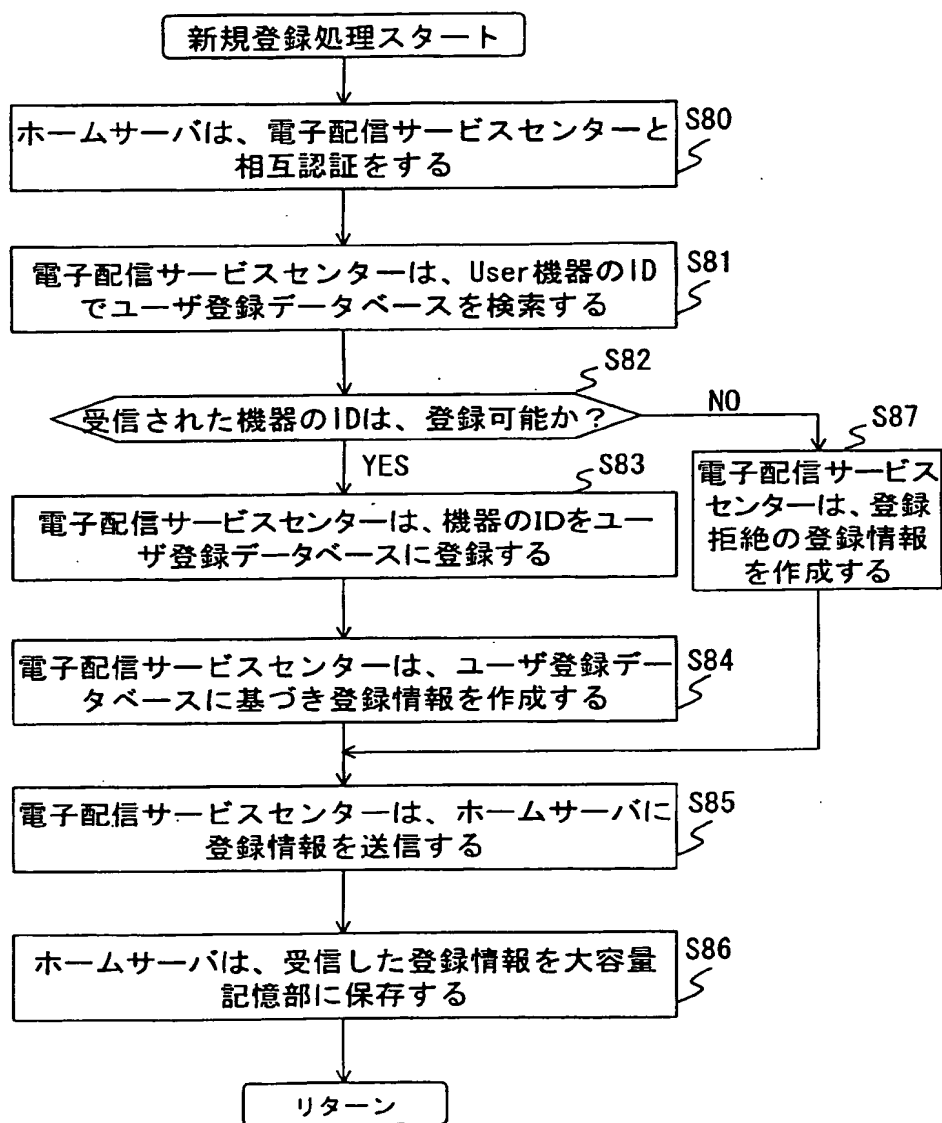 新規登録処理スタート
ホームサーバは、電子配信サービスセンターと
相互認証をする
S80
電子配信サービスセンターは、User機器のID
でユーザ登録データベースを検索する
S81
S82
受信された機器のIDは、登録可能か？
NO
YES
S83
電子配信サービスセンターは、機器のIDをユー
ザ登録データベースに登録する
S87
電子配信サービス
センターは、登録
拒絶の登録情報
を作成する
電子配信サービスセンターは、ユーザ登録デー
タベースに基づき登録情報を作成する
S84
電子配信サービスセンターは、ホームサーバに
登録情報を送信する
S85
ホームサーバは、受信した登録情報を大容量
記憶部に保存する
S86
リターン